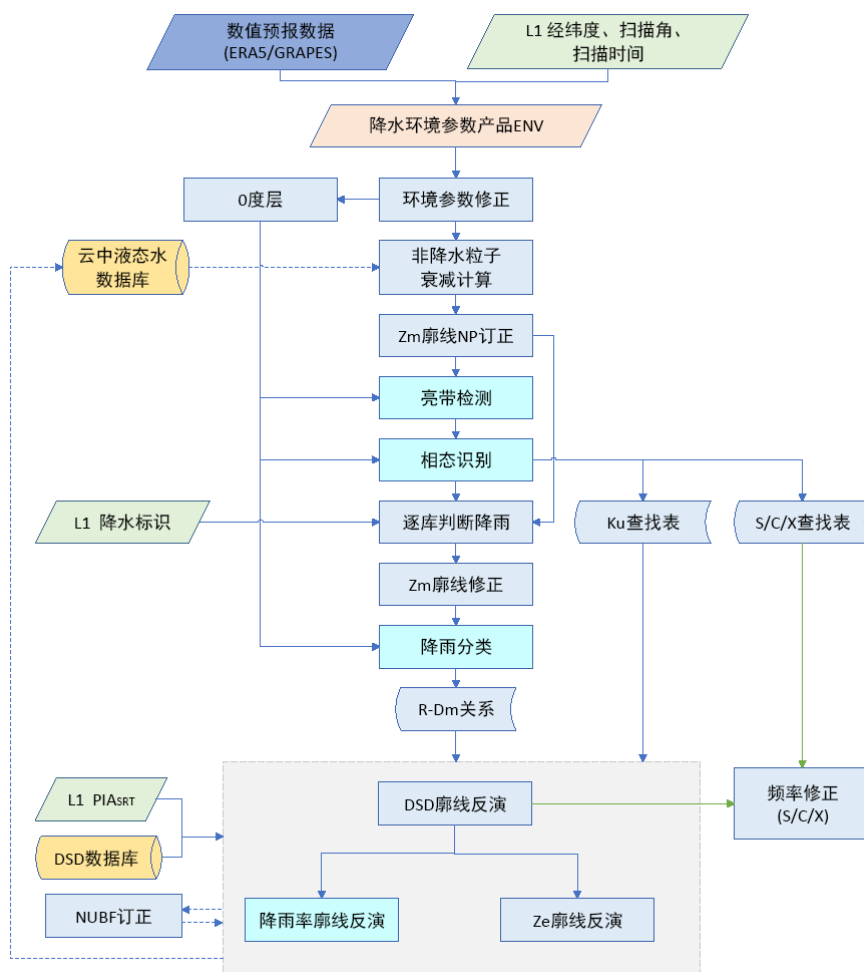 数值预报数据
(ERA5/GRAPES)
L1 经纬度、扫描角、
扫描时间
降水环境参数产品ENV
0度层
环境参数修正
云中液态水
数据库
非降水粒子
衰减计算
Zm廓线NP订正
亮带检测
相态识别
L1 降水标识
逐库判断降雨
Ku查找表
S/C/X查找表
Zm廓线修正
降雨分类
R-Dm关系
L1 PIASRT
DSD廓线反演
频率修正
(S/C/X)
DSD数据库
NUBF订正
降雨率廓线反演
Ze廓线反演